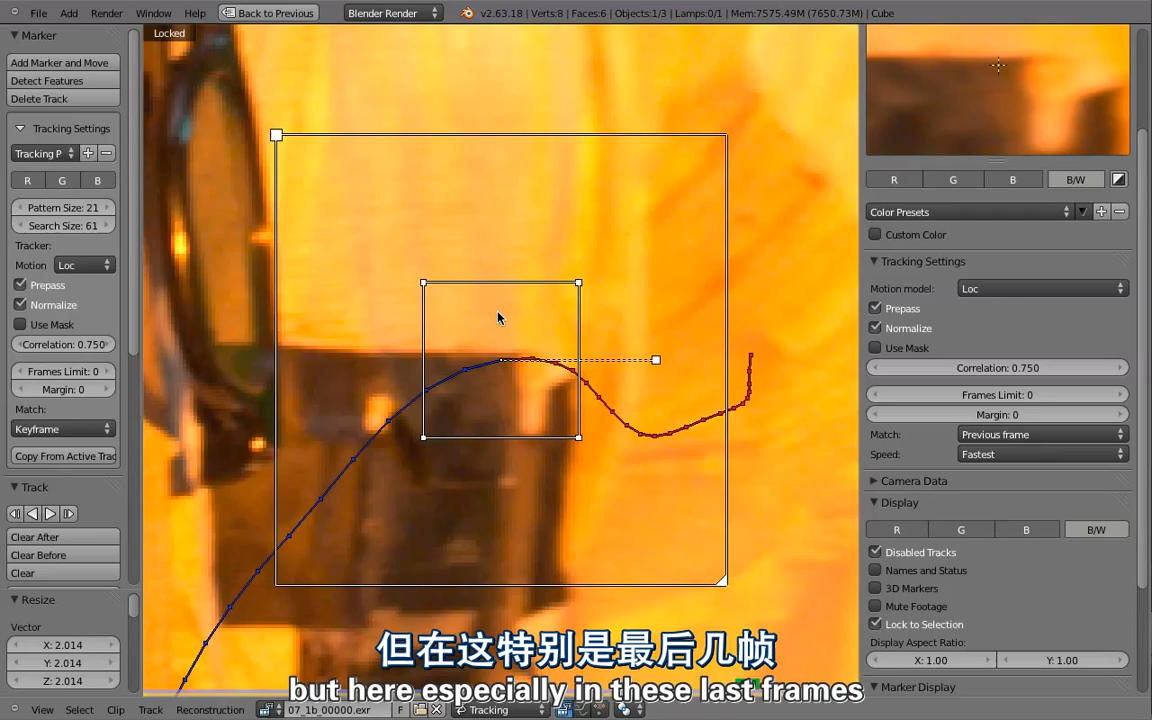 Add
Render
Window
Help
Back to Previous
Blender Render
v2.63.18 | Verts:8 | Faces:6 | Objects:1/3 | Lamps:0/1 | Mem:7575.49M (7650.73M) | Cube
Marker
Add Marker and Move
Detect Features
Delete Track
Tracking Settings
Tracking P
R
G
B
Pattern Size: 21
Search Size: 61
Tracker:
Motion
Loc
Prepass
Normalize
Use Mask
Correlation: 0.750
Frames Limit: 0
Margin: 0
Match:
Keyframe
Copy From Active Trac
Track
Clear After
Clear Before
Clear
Resize
Vector
X: 2.014
Y: 2.014
Z: 2.014
Locked
R
G
B
B/W
Color Presets
Custom Color
Tracking Settings
Motion model:
Loc
Prepass
Normalize
Use Mask
Correlation: 0.750
Frames Limit: 0
Margin: 0
Match:
Previous frame
Speed:
Fastest
Camera Data
Display
R
G
B
B/W
Disabled Tracks
Names and Status
3D Markers
Mute Footage
Lock to Selection
Display Aspect Ratio:
X: 1.00
Y: 1.00
Marker Display
但在这特别是最后几帧
but here especially in these last frames
View
Select
Clip
Track
Reconstruction
07_1b_00000.exr
F
Tracking